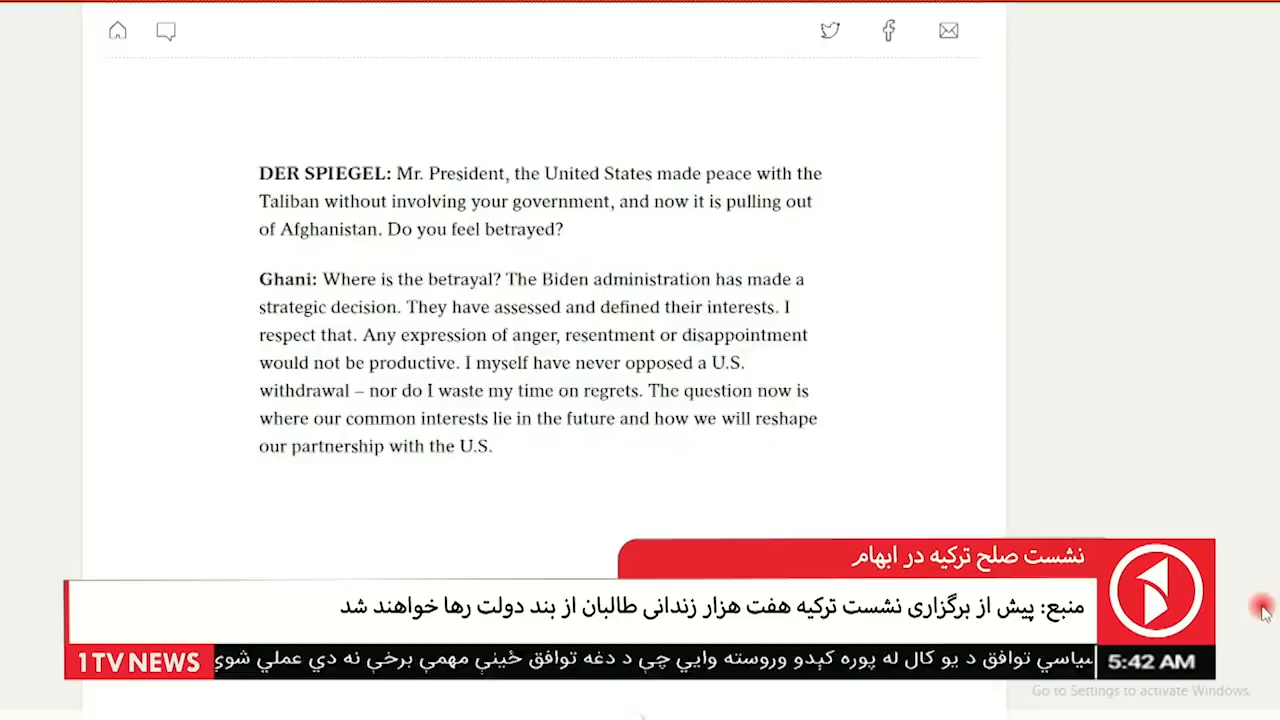 DER SPIEGEL: Mr. President, the United States made peace with the
Taliban without involving your government, and now it is pulling out
of Afghanistan. Do you feel betrayed?
Ghani: Where is the betrayal? The Biden administration has made a
strategic decision. They have assessed and defined their interests. I
respect that. Any expression of anger, resentment or disappointment
would not be productive. I myself have never opposed a U.S.
withdrawal – nor do I waste my time on regrets. The question now is
where our common interests lie in the future and how we will reshape
our partnership with the U.S.
نشست صلح ترکیه در ابهام
منبع: پیش از برگزاری نشست ترکیه هفت هزار زندانی طالبان از بند دولت رها خواهند شد
1TV NEWS
سیاسي توافق د یو کال له پوره کېدو وروسته وايي چې د دغه توافق ځینې مهمې برخې نه دي عملي شوې
5:42 AM
Go to Settings to activate Windows.